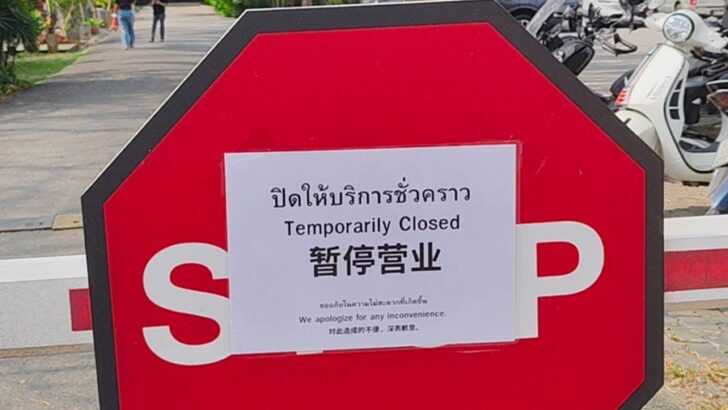 ปิดให้บริการชั่วคราว
Temporarily Closed
暂停营业
ขออภัยในความไม่สะดวกที่เกิดขึ้น
We apologize for any inconvenience.
对此造成的不便，深表歉意。
S P